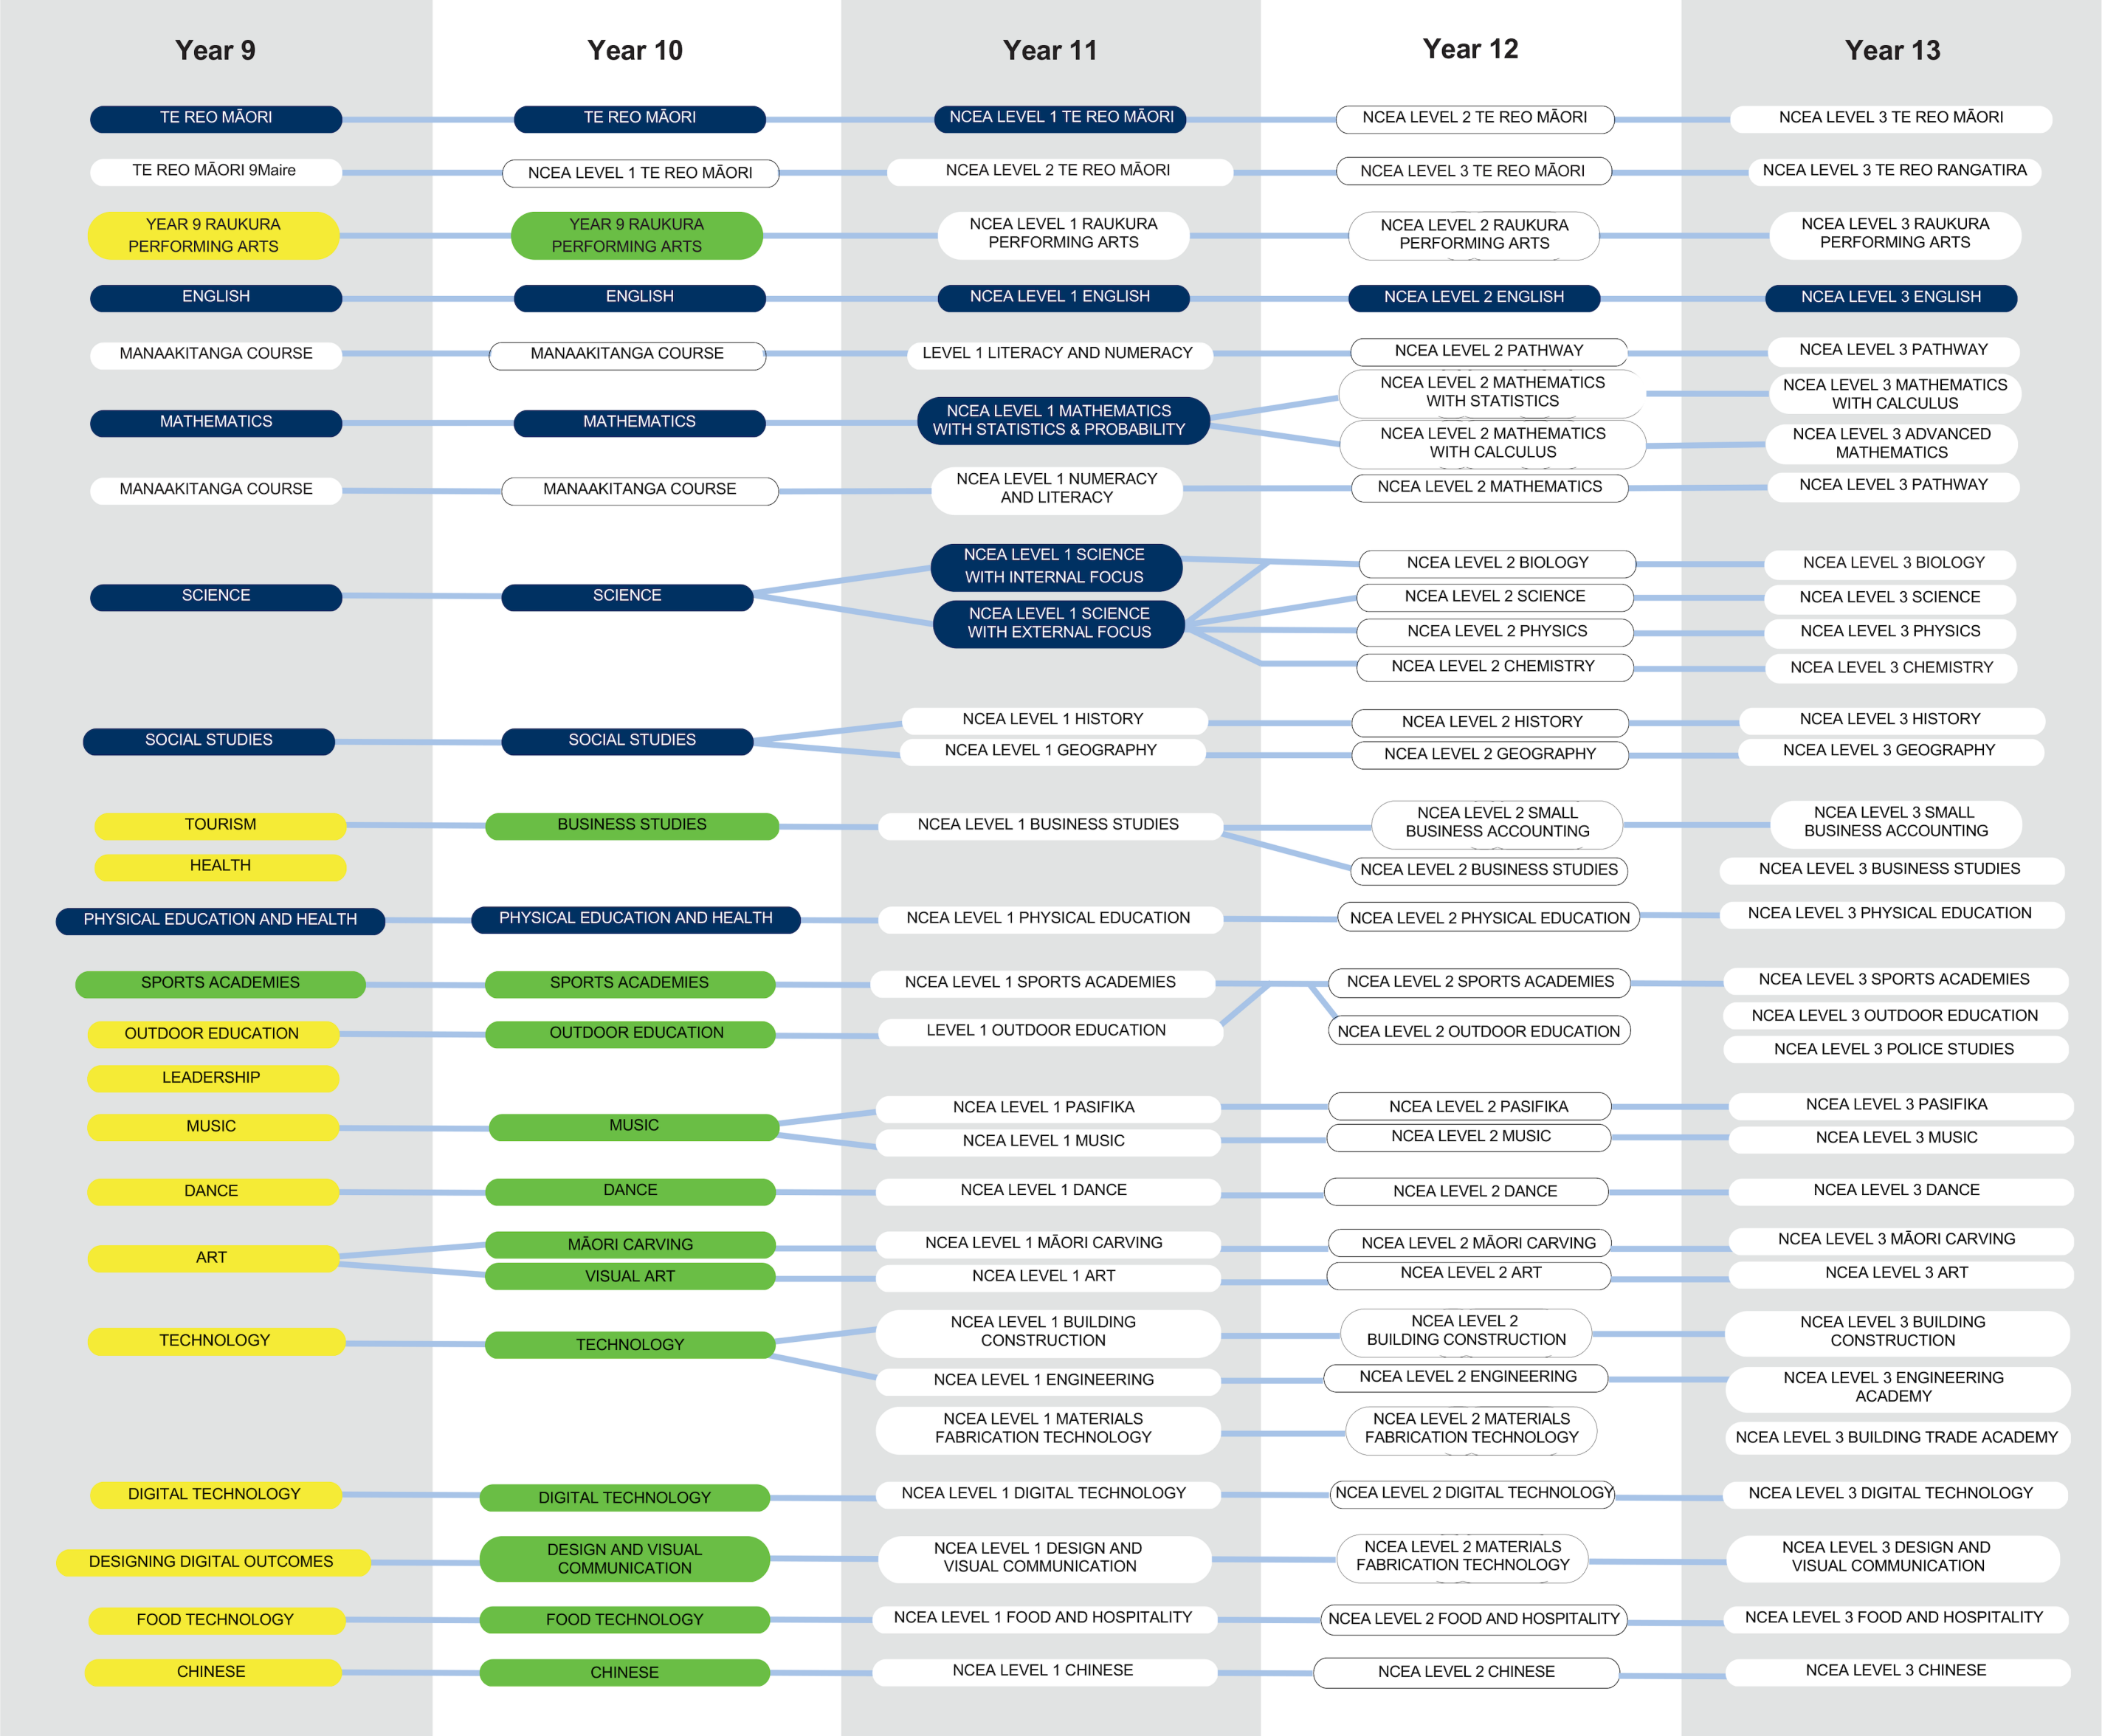 Year 9
Year 10
Year 11
Year 12
Year 13
TE REO MĀORI
TE REO MĀORI
NCEA LEVEL 1 TE REO MĀORI
NCEA LEVEL 2 TE REO MĀORI
NCEA LEVEL 3 TE REO MĀORI
TE REO MĀORI 9Maire
NCEA LEVEL 1 TE REO MĀORI
NCEA LEVEL 2 TE REO MĀORI
NCEA LEVEL 3 TE REO MĀORI
NCEA LEVEL 3 TE REO RANGATIRA
YEAR 9 RAUKURA
PERFORMING ARTS
YEAR 9 RAUKURA
PERFORMING ARTS
NCEA LEVEL 1 RAUKURA
PERFORMING ARTS
NCEA LEVEL 2 RAUKURA
PERFORMING ARTS
NCEA LEVEL 3 RAUKURA
PERFORMING ARTS
ENGLISH
ENGLISH
NCEA LEVEL 1 ENGLISH
NCEA LEVEL 2 ENGLISH
NCEA LEVEL 3 ENGLISH
MANAAKITANGA COURSE
MANAAKITANGA COURSE
LEVEL 1 LITERACY AND NUMERACY
NCEA LEVEL 2 PATHWAY
NCEA LEVEL 3 PATHWAY
MATHEMATICS
MATHEMATICS
NCEA LEVEL 1 MATHEMATICS
WITH STATISTICS & PROBABILITY
NCEA LEVEL 2 MATHEMATICS
WITH STATISTICS
NCEA LEVEL 3 MATHEMATICS
WITH CALCULUS
NCEA LEVEL 2 MATHEMATICS
WITH CALCULUS
NCEA LEVEL 3 ADVANCED
MATHEMATICS
MANAAKITANGA COURSE
MANAAKITANGA COURSE
NCEA LEVEL 1 NUMERACY
AND LITERACY
NCEA LEVEL 2 MATHEMATICS
NCEA LEVEL 3 PATHWAY
SCIENCE
SCIENCE
NCEA LEVEL 1 SCIENCE
WITH INTERNAL FOCUS
NCEA LEVEL 1 SCIENCE
WITH EXTERNAL FOCUS
NCEA LEVEL 2 BIOLOGY
NCEA LEVEL 3 BIOLOGY
NCEA LEVEL 2 SCIENCE
NCEA LEVEL 3 SCIENCE
NCEA LEVEL 2 PHYSICS
NCEA LEVEL 3 PHYSICS
NCEA LEVEL 2 CHEMISTRY
NCEA LEVEL 3 CHEMISTRY
SOCIAL STUDIES
SOCIAL STUDIES
NCEA LEVEL 1 HISTORY
NCEA LEVEL 2 HISTORY
NCEA LEVEL 3 HISTORY
NCEA LEVEL 1 GEOGRAPHY
NCEA LEVEL 2 GEOGRAPHY
NCEA LEVEL 3 GEOGRAPHY
TOURISM
BUSINESS STUDIES
NCEA LEVEL 1 BUSINESS STUDIES
NCEA LEVEL 2 SMALL
BUSINESS ACCOUNTING
NCEA LEVEL 3 SMALL
BUSINESS ACCOUNTING
HEALTH
NCEA LEVEL 2 BUSINESS STUDIES
NCEA LEVEL 3 BUSINESS STUDIES
PHYSICAL EDUCATION AND HEALTH
PHYSICAL EDUCATION AND HEALTH
NCEA LEVEL 1 PHYSICAL EDUCATION
NCEA LEVEL 2 PHYSICAL EDUCATION
NCEA LEVEL 3 PHYSICAL EDUCATION
SPORTS ACADEMIES
SPORTS ACADEMIES
NCEA LEVEL 1 SPORTS ACADEMIES
NCEA LEVEL 2 SPORTS ACADEMIES
NCEA LEVEL 3 SPORTS ACADEMIES
OUTDOOR EDUCATION
OUTDOOR EDUCATION
LEVEL 1 OUTDOOR EDUCATION
NCEA LEVEL 2 OUTDOOR EDUCATION
NCEA LEVEL 3 OUTDOOR EDUCATION
NCEA LEVEL 3 POLICE STUDIES
LEADERSHIP
MUSIC
MUSIC
NCEA LEVEL 1 PASIFIKA
NCEA LEVEL 2 PASIFIKA
NCEA LEVEL 3 PASIFIKA
NCEA LEVEL 1 MUSIC
NCEA LEVEL 2 MUSIC
NCEA LEVEL 3 MUSIC
DANCE
DANCE
NCEA LEVEL 1 DANCE
NCEA LEVEL 2 DANCE
NCEA LEVEL 3 DANCE
ART
MĀORI CARVING
NCEA LEVEL 1 MĀORI CARVING
NCEA LEVEL 2 MĀORI CARVING
NCEA LEVEL 3 MĀORI CARVING
VISUAL ART
NCEA LEVEL 1 ART
NCEA LEVEL 2 ART
NCEA LEVEL 3 ART
TECHNOLOGY
TECHNOLOGY
NCEA LEVEL 1 BUILDING
CONSTRUCTION
NCEA LEVEL 2
BUILDING CONSTRUCTION
NCEA LEVEL 3 BUILDING
CONSTRUCTION
NCEA LEVEL 1 ENGINEERING
NCEA LEVEL 2 ENGINEERING
NCEA LEVEL 3 ENGINEERING
ACADEMY
NCEA LEVEL 1 MATERIALS
FABRICATION TECHNOLOGY
NCEA LEVEL 2 MATERIALS
FABRICATION TECHNOLOGY
NCEA LEVEL 3 BUILDING TRADE ACADEMY
DIGITAL TECHNOLOGY
DIGITAL TECHNOLOGY
NCEA LEVEL 1 DIGITAL TECHNOLOGY
NCEA LEVEL 2 DIGITAL TECHNOLOGY
NCEA LEVEL 3 DIGITAL TECHNOLOGY
DESIGNING DIGITAL OUTCOMES
DESIGN AND VISUAL
COMMUNICATION
NCEA LEVEL 1 DESIGN AND
VISUAL COMMUNICATION
NCEA LEVEL 2 MATERIALS
FABRICATION TECHNOLOGY
NCEA LEVEL 3 DESIGN AND
VISUAL COMMUNICATION
FOOD TECHNOLOGY
FOOD TECHNOLOGY
NCEA LEVEL 1 FOOD AND HOSPITALITY
NCEA LEVEL 2 FOOD AND HOSPITALITY
NCEA LEVEL 3 FOOD AND HOSPITALITY
CHINESE
CHINESE
NCEA LEVEL 1 CHINESE
NCEA LEVEL 2 CHINESE
NCEA LEVEL 3 CHINESE